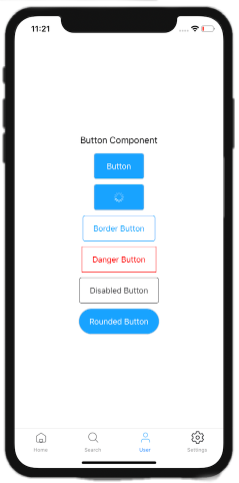 11:21
Button Component
Button
Border Button
Danger Button
Disabled Button
Rounded Button
Home
Search
User
Settings